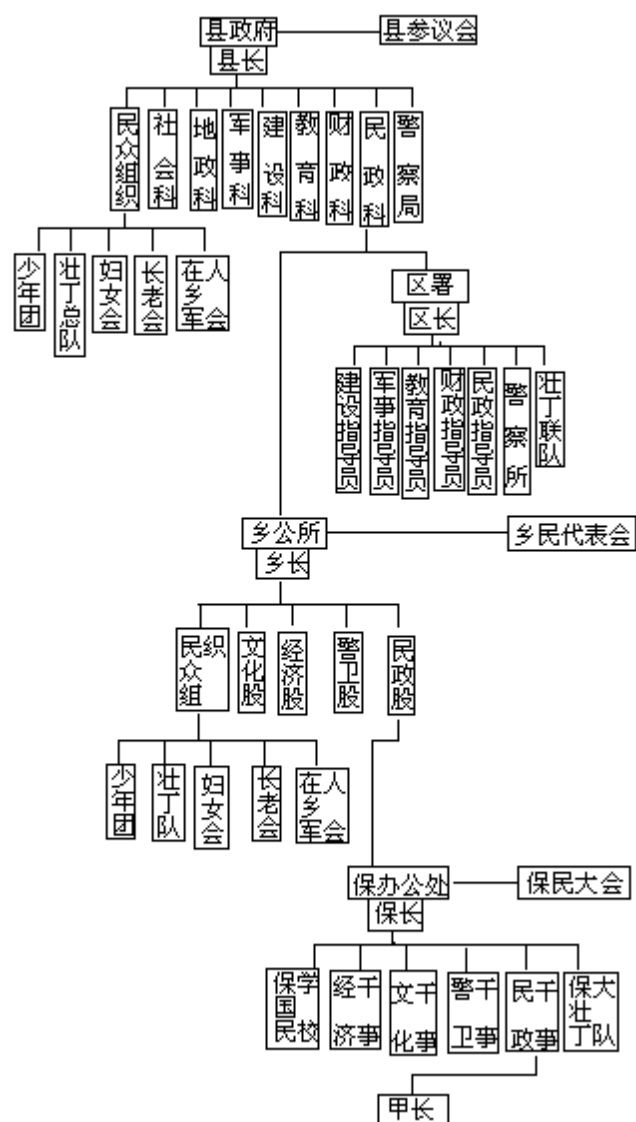 县政府
县参议会
县长
民众组织
社会科
地政科
军事科
建设科
教育科
财政科
民政科
警察局
少年团
壮丁总队
妇女会
长老会
在乡军人会
区署
区长
建设指导员
军事指导员
教育指导员
财政指导员
民政指导员
警察所
壮丁联队
乡公所
乡民代表会
乡长
民众组织
文化股
经济股
警卫股
民政股
少年团
壮丁队
妇女会
长老会
在乡军人会
保办公处
保民大会
保长
保国民学校
经济千事
文化千事
警卫千事
民政千事
保壮丁大队
甲长